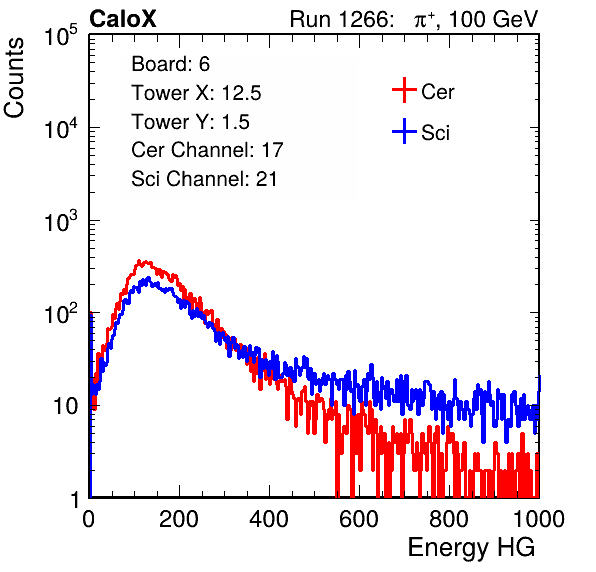 CaloX Run 1266: π⁺, 100 GeV
Counts
10⁵
10⁴
10³
10²
10
1
Board: 6
Tower X: 12.5
Tower Y: 1.5
Cer Channel: 17
Sci Channel: 21
Cer
Sci
0 200 400 600 800 1000
Energy HG